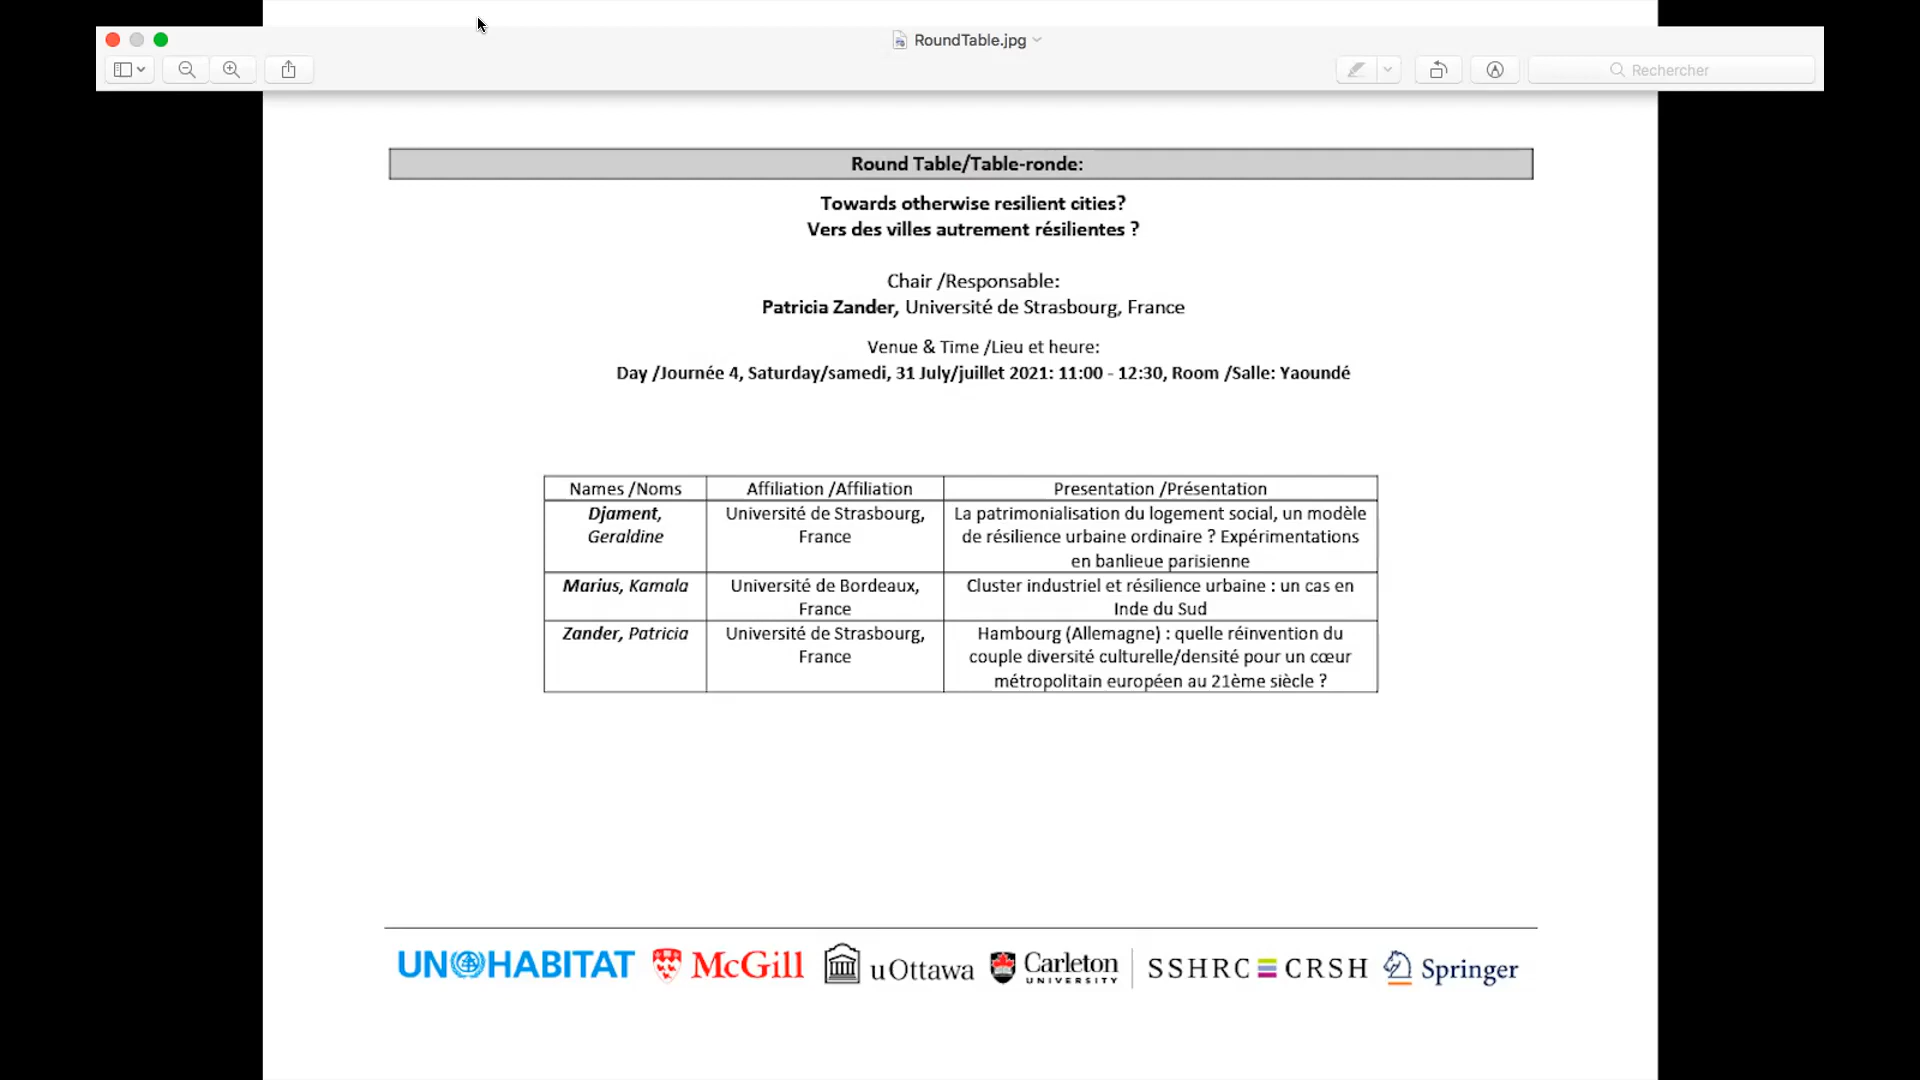 RoundTable.jpg
Rechercher
Round Table/Table-ronde:
Towards otherwise resilient cities?
Vers des villes autrement résilientes ?
Chair /Responsable:
Patricia Zander, Université de Strasbourg, France
Venue & Time /Lieu et heure:
Day /Journée 4, Saturday/samedi, 31 July/juillet 2021: 11:00 - 12:30, Room /Salle: Yaoundé
Names /Noms Affiliation /Affiliation Presentation /Présentation
Djament, Geraldine
Université de Strasbourg, France
La patrimonialisation du logement social, un modèle
de résilience urbaine ordinaire ? Expérimentations
en banlieue parisienne
Marius, Kamala
Université de Bordeaux, France
Cluster industriel et résilience urbaine : un cas en
Inde du Sud
Zander, Patricia
Université de Strasbourg, France
Hambourg (Allemagne) : quelle réinvention du
couple diversité culturelle/densité pour un cœur
métropolitain européen au 21ème siècle ?
UN HABITAT McGill uOttawa Carleton UNIVERSITY SSHRC CRSH Springer